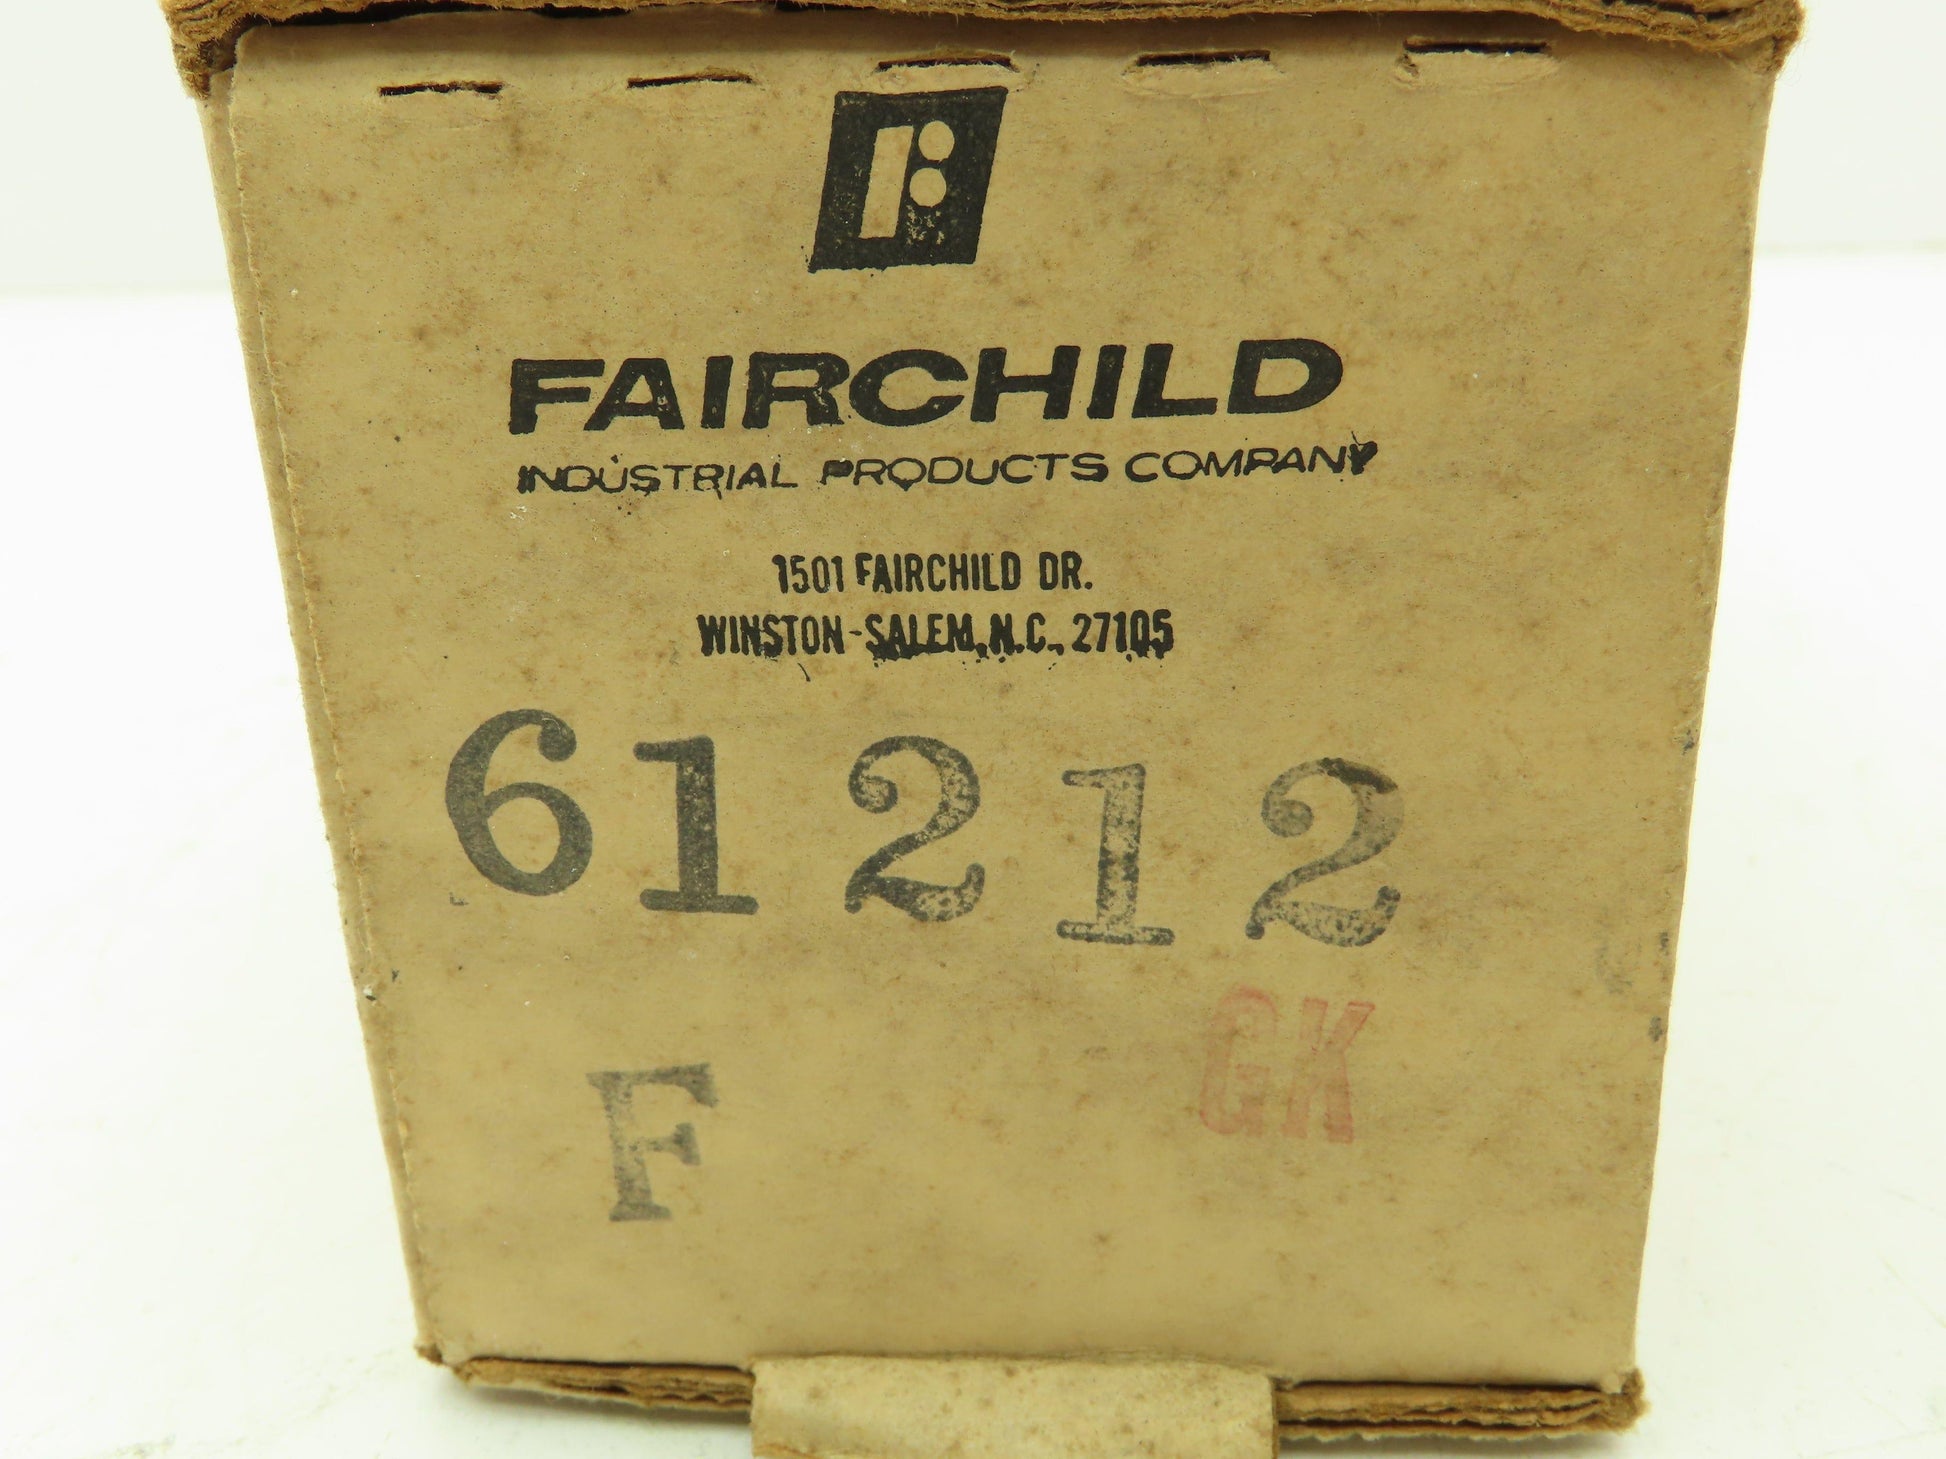 FAIRCHILD
INDUSTRIAL PRODUCTS COMPANY
1501 FAIRCHILD DR.
WINSTON-SALEM, N.C., 27105
61212
F
GK